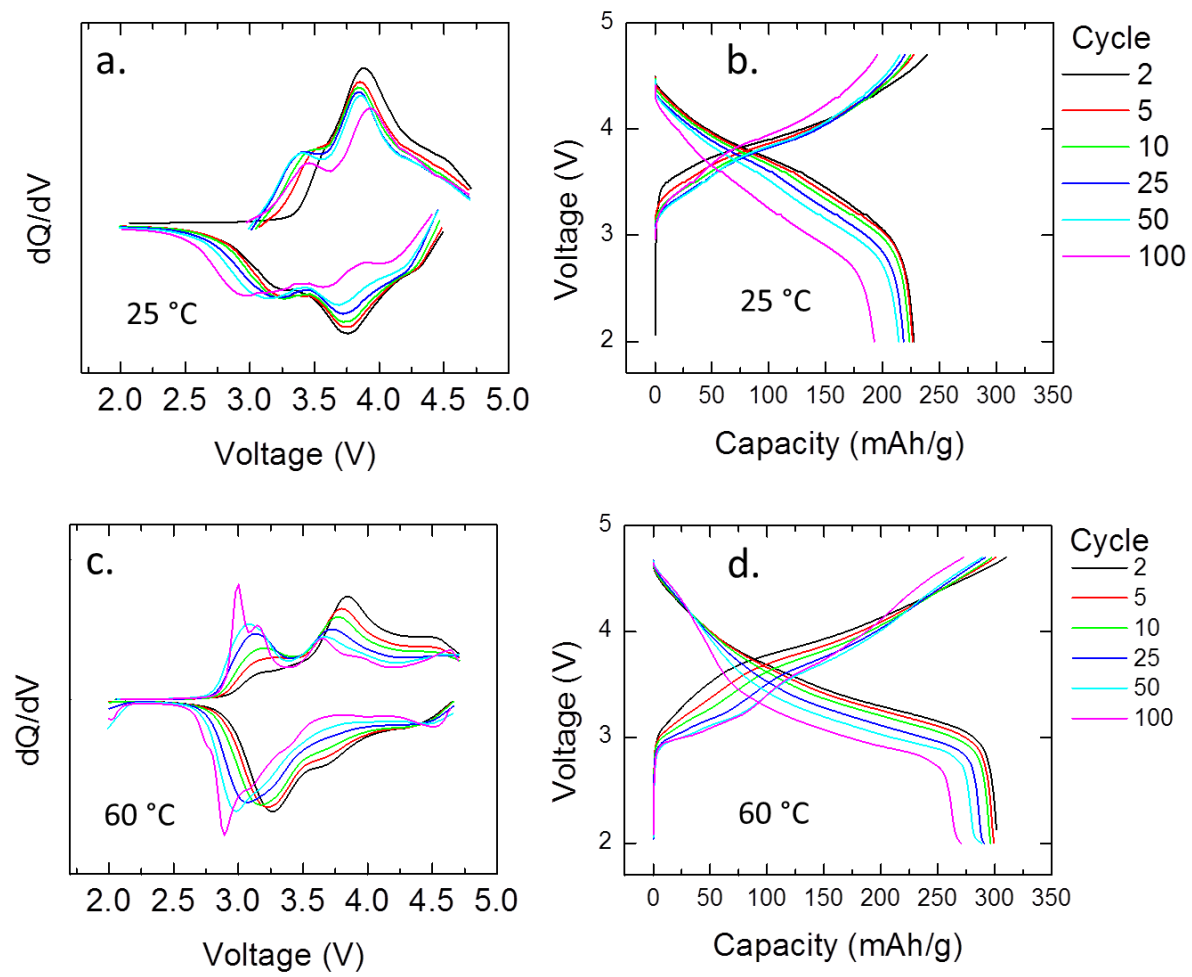 a.
dQ/dV
25 °C
2.0 2.5 3.0 3.5 4.0 4.5 5.0
Voltage (V)
b.
5
4
3
2
Voltage (V)
25 °C
0 50 100 150 200 250 300 350
Capacity (mAh/g)
Cycle
2
5
10
25
50
100
c.
dQ/dV
60 °C
2.0 2.5 3.0 3.5 4.0 4.5 5.0
Voltage (V)
d.
5
4
3
2
Voltage (V)
60 °C
0 50 100 150 200 250 300 350
Capacity (mAh/g)
Cycle
2
5
10
25
50
100